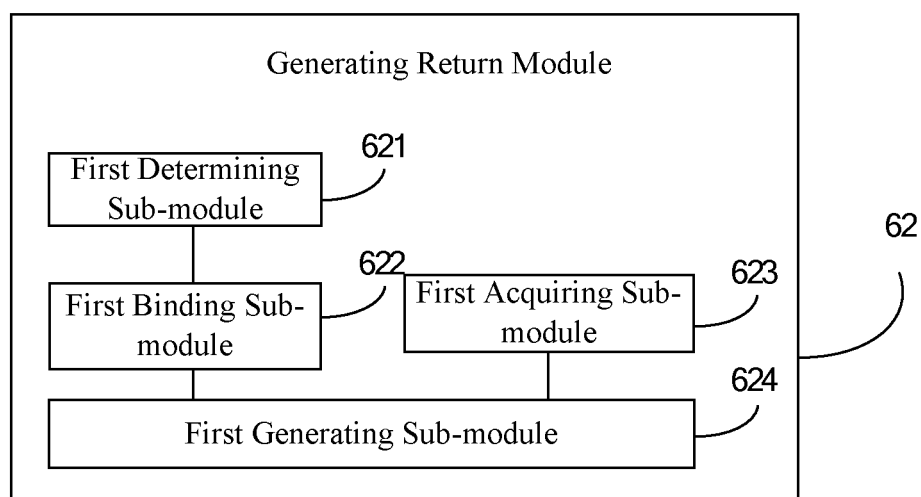 Generating Return Module
621
First Determining
Sub-module
62
622
First Binding Sub-
module
First Acquiring Sub-
module
623
624
First Generating Sub-module